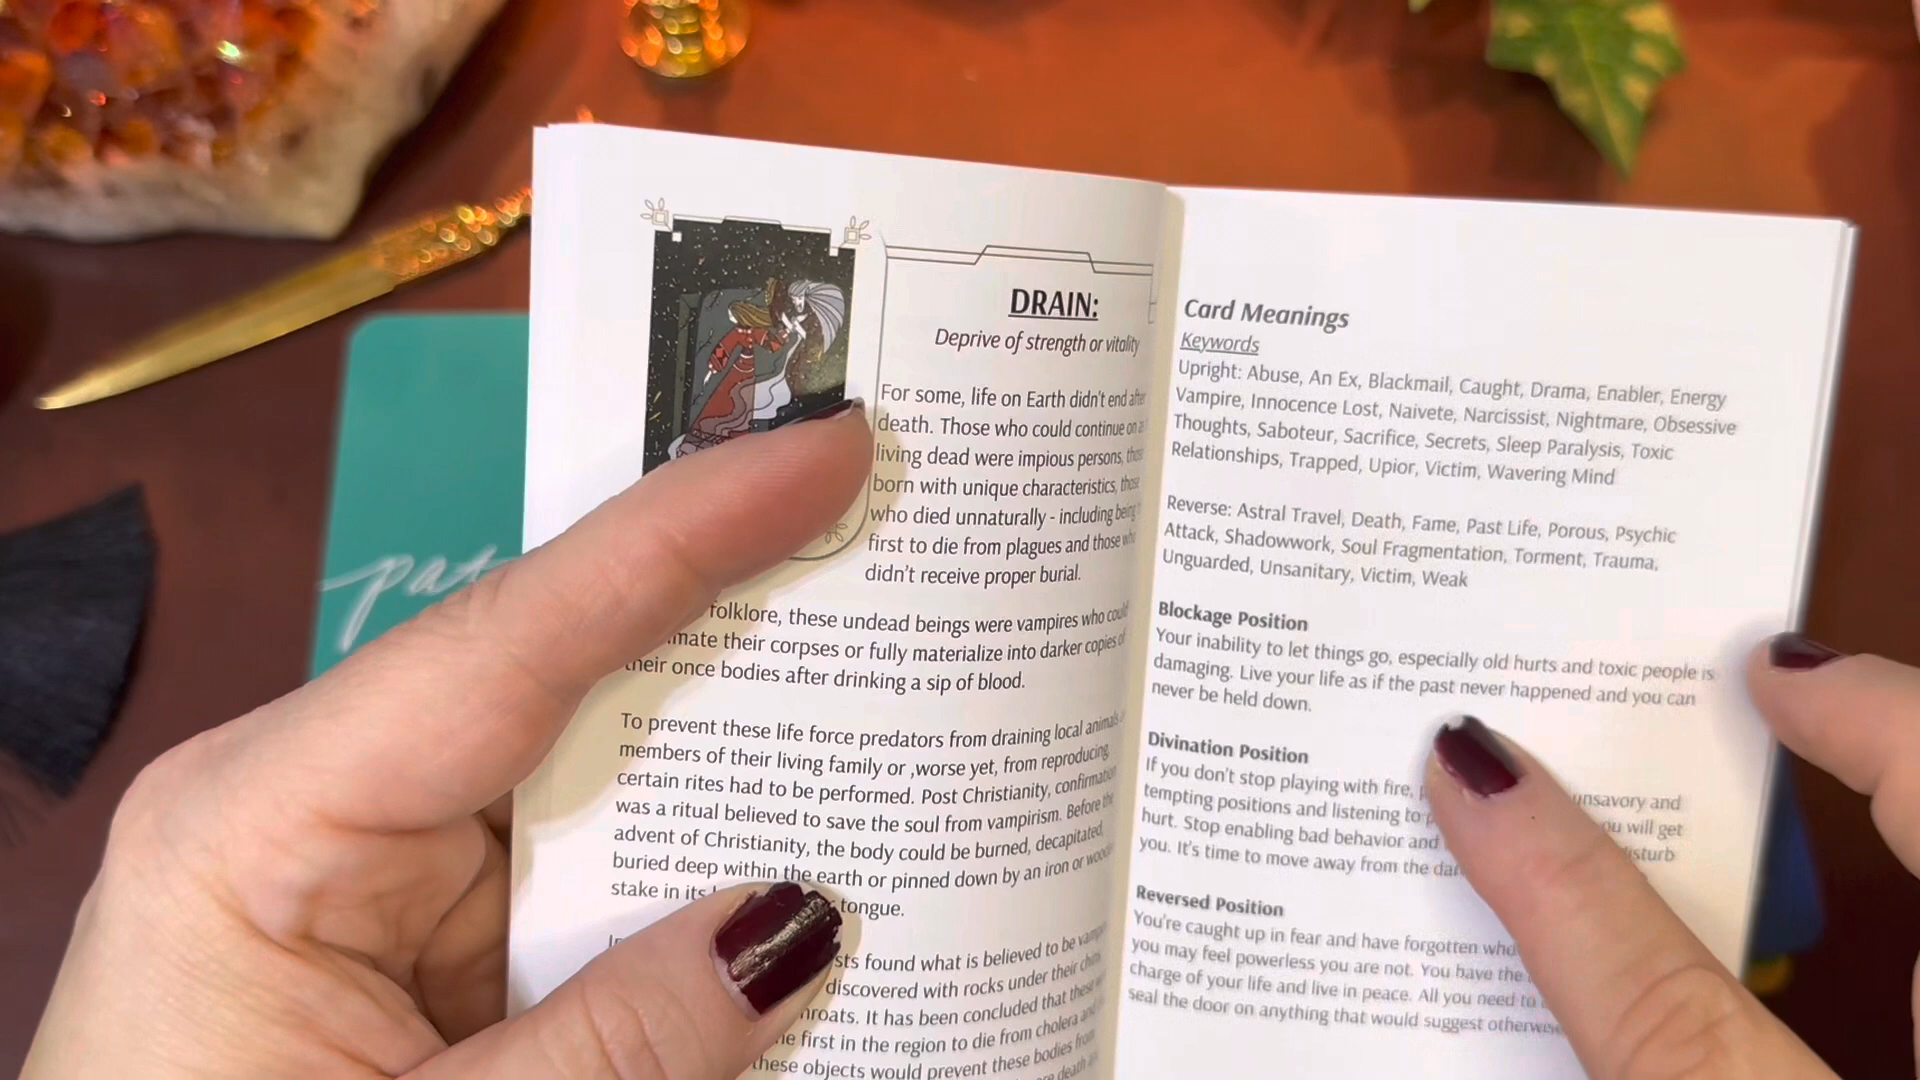 DRAIN:
Deprive of strength or vitality
For some, life on Earth didn't end after
death. Those who could continue on as
living dead were impious persons, those
born with unique characteristics, those
who died unnaturally - including being
first to die from plagues and those who
didn't receive proper burial.
folklore, these undead beings were vampires who could
mate their corpses or fully materialize into darker copies of
their once bodies after drinking a sip of blood.
To prevent these life force predators from draining local animals
members of their living family or ,worse yet, from reproducing,
certain rites had to be performed. Post Christianity, confirmation
was a ritual believed to save the soul from vampirism. Before the
advent of Christianity, the body could be burned, decapitated,
buried deep within the earth or pinned down by an iron or wooden
stake in its tongue.
sts found what is believed to be
discovered with rocks under their
throats. It has been concluded that these
first in the region to die from cholera and
these objects would prevent these bodies from
death
Card Meanings
Keywords
Upright: Abuse, An Ex, Blackmail, Caught, Drama, Enabler, Energy
Vampire, Innocence Lost, Naivete, Narcissist, Nightmare, Obsessive
Thoughts, Saboteur, Sacrifice, Secrets, Sleep Paralysis, Toxic
Relationships, Trapped, Upior, Victim, Wavering Mind
Reverse: Astral Travel, Death, Fame, Past Life, Porous, Psychic
Attack, Shadowwork, Soul Fragmentation, Torment, Trauma,
Unguarded, Unsanitary, Victim, Weak
Blockage Position
Your inability to let things go, especially old hurts and toxic people is
damaging. Live your life as if the past never happened and you can
never be held down.
Divination Position
If you don't stop playing with fire, unsavory and
tempting positions and listening to you will get
hurt. Stop enabling bad behavior and disturb
you. It's time to move away from the
Reversed Position
You're caught up in fear and have forgotten
you may feel powerless you are not. You have the
charge of your life and live in peace. All you need to
seal the door on anything that would suggest otherwise
pat